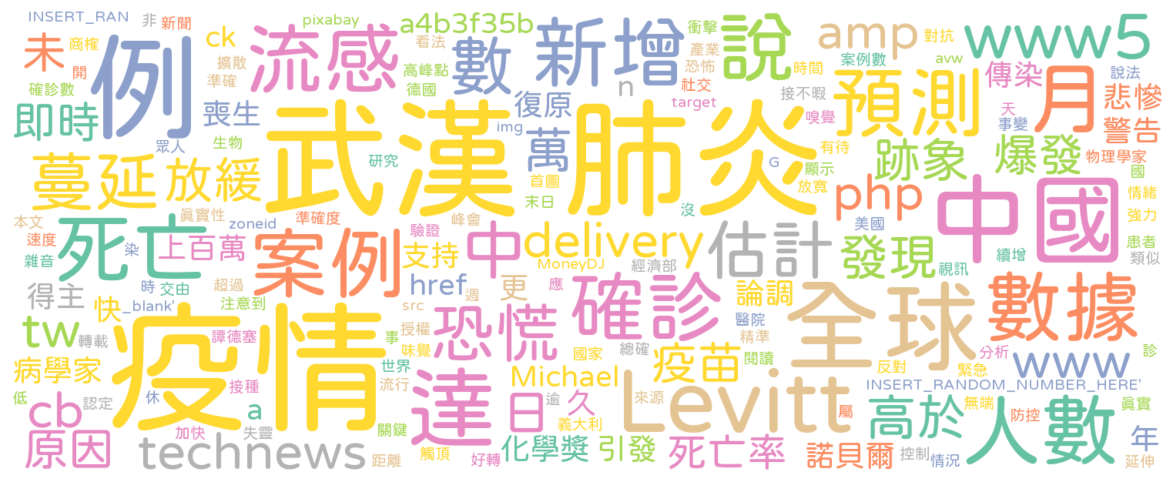 INSERT_RAN
非
新聞
pixabay
a4b3f35b
衝擊
amp
對抗
www5
未
商榷
開
例
ck
擴散
準確
流感
看法
高峰點
德國
數
新增
說
產業
恐怖
社交
時間
案例數
avw
傳染
說法
月
悲慘
確診數
即時
喪生
n
復原
target
接不暇
嗅覺
預測
天
事變
警告
眾人
生物
武漢肺炎
img
研究
萬
首圖
末日
G
有待
顯示
放寬
跡象
爆發
物理學家
國
情緒
強力
蔓延
放緩
php
中國
本文
真實性
zoneid
準確度
峰會
沒
美國
患者
類似
速度
雜音
染
死亡
上百萬
案例
驗證
支持
中
delivery
MoneyDJ
經濟部
估計
發現
視訊
續增
得主
時
交由
超過
注意到
href
src
週
更
應
確診
論調
醫院
全球
數據
快
_blank'
tw
轉載
譚德塞
疫情
事
授權
味覺
恐慌
國家
總確
疫苗
精準
閱讀
分析
www
診
病學家
世界
流行
達
Michael
來源
Levitt
反對
緊急
INSERT_RANDOM_NUMBER_HERE'
低
cb
認定
休
接種
a
關鍵
日
逾
久
義大利
屬
高於
無端
防控
人數
真實
年
原因
加快
失靈
technews
距離
觸頂
好轉
化學獎
引發
死亡率
諾貝爾
控制
情況
延伸